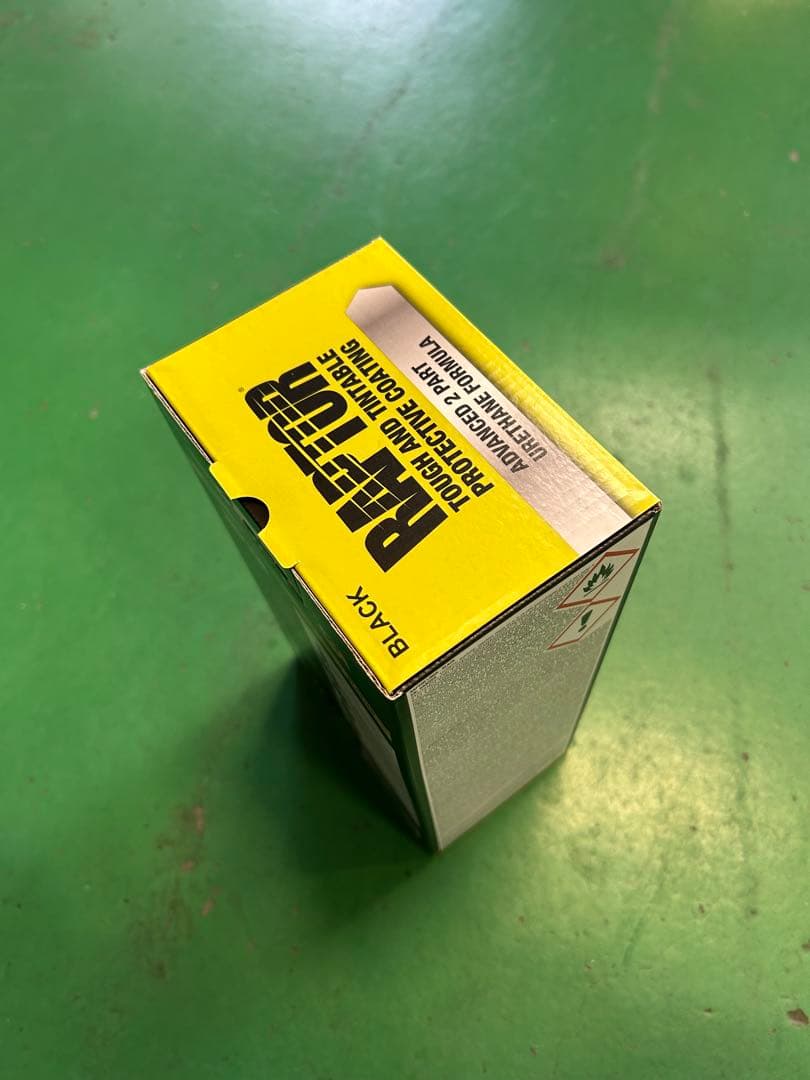 BLACK
RAPTOR®
TOUGH AND TINTABLE
PROTECTIVE COATING
ADVANCED 2 PART
URETHANE FORMULA